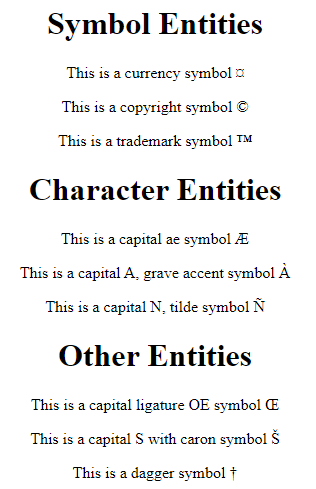 Symbol Entities
This is a currency symbol ¤
This is a copyright symbol ©
This is a trademark symbol ™
Character Entities
This is a capital ae symbol Æ
This is a capital A, grave accent symbol À
This is a capital N, tilde symbol Ñ
Other Entities
This is a capital ligature OE symbol Œ
This is a capital S with caron symbol Š
This is a dagger symbol †